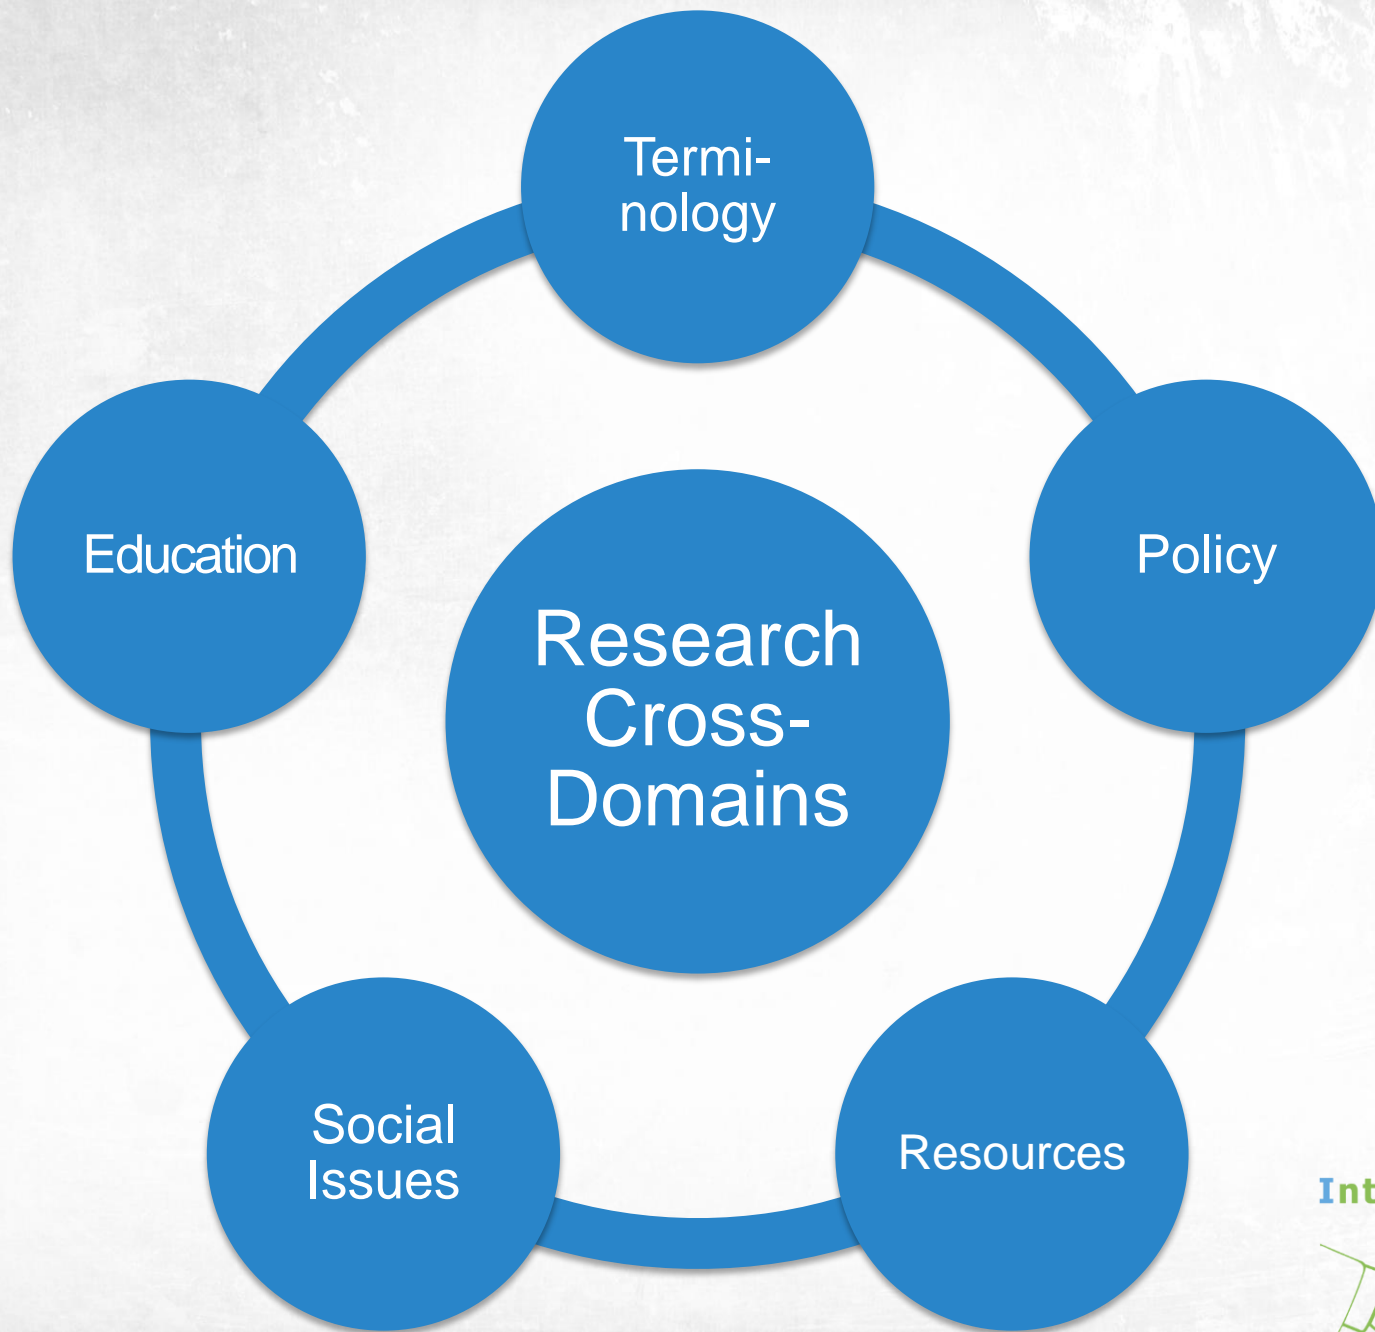 Termi-
nology
Education
Policy
Research
Cross-
Domains
Social
Issues
Resources
Int